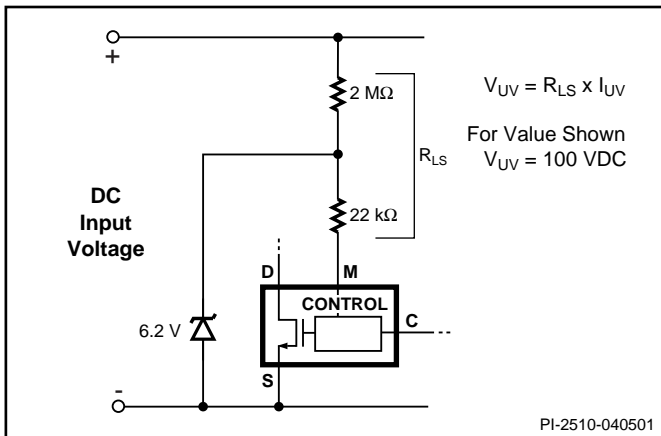 +
2 MΩ
V_UV = R_LS x I_UV
For Value Shown
V_UV = 100 VDC
R_LS
DC
Input
Voltage
22 kΩ
D
M
CONTROL
C
6.2 V
S
-
PI-2510-040501